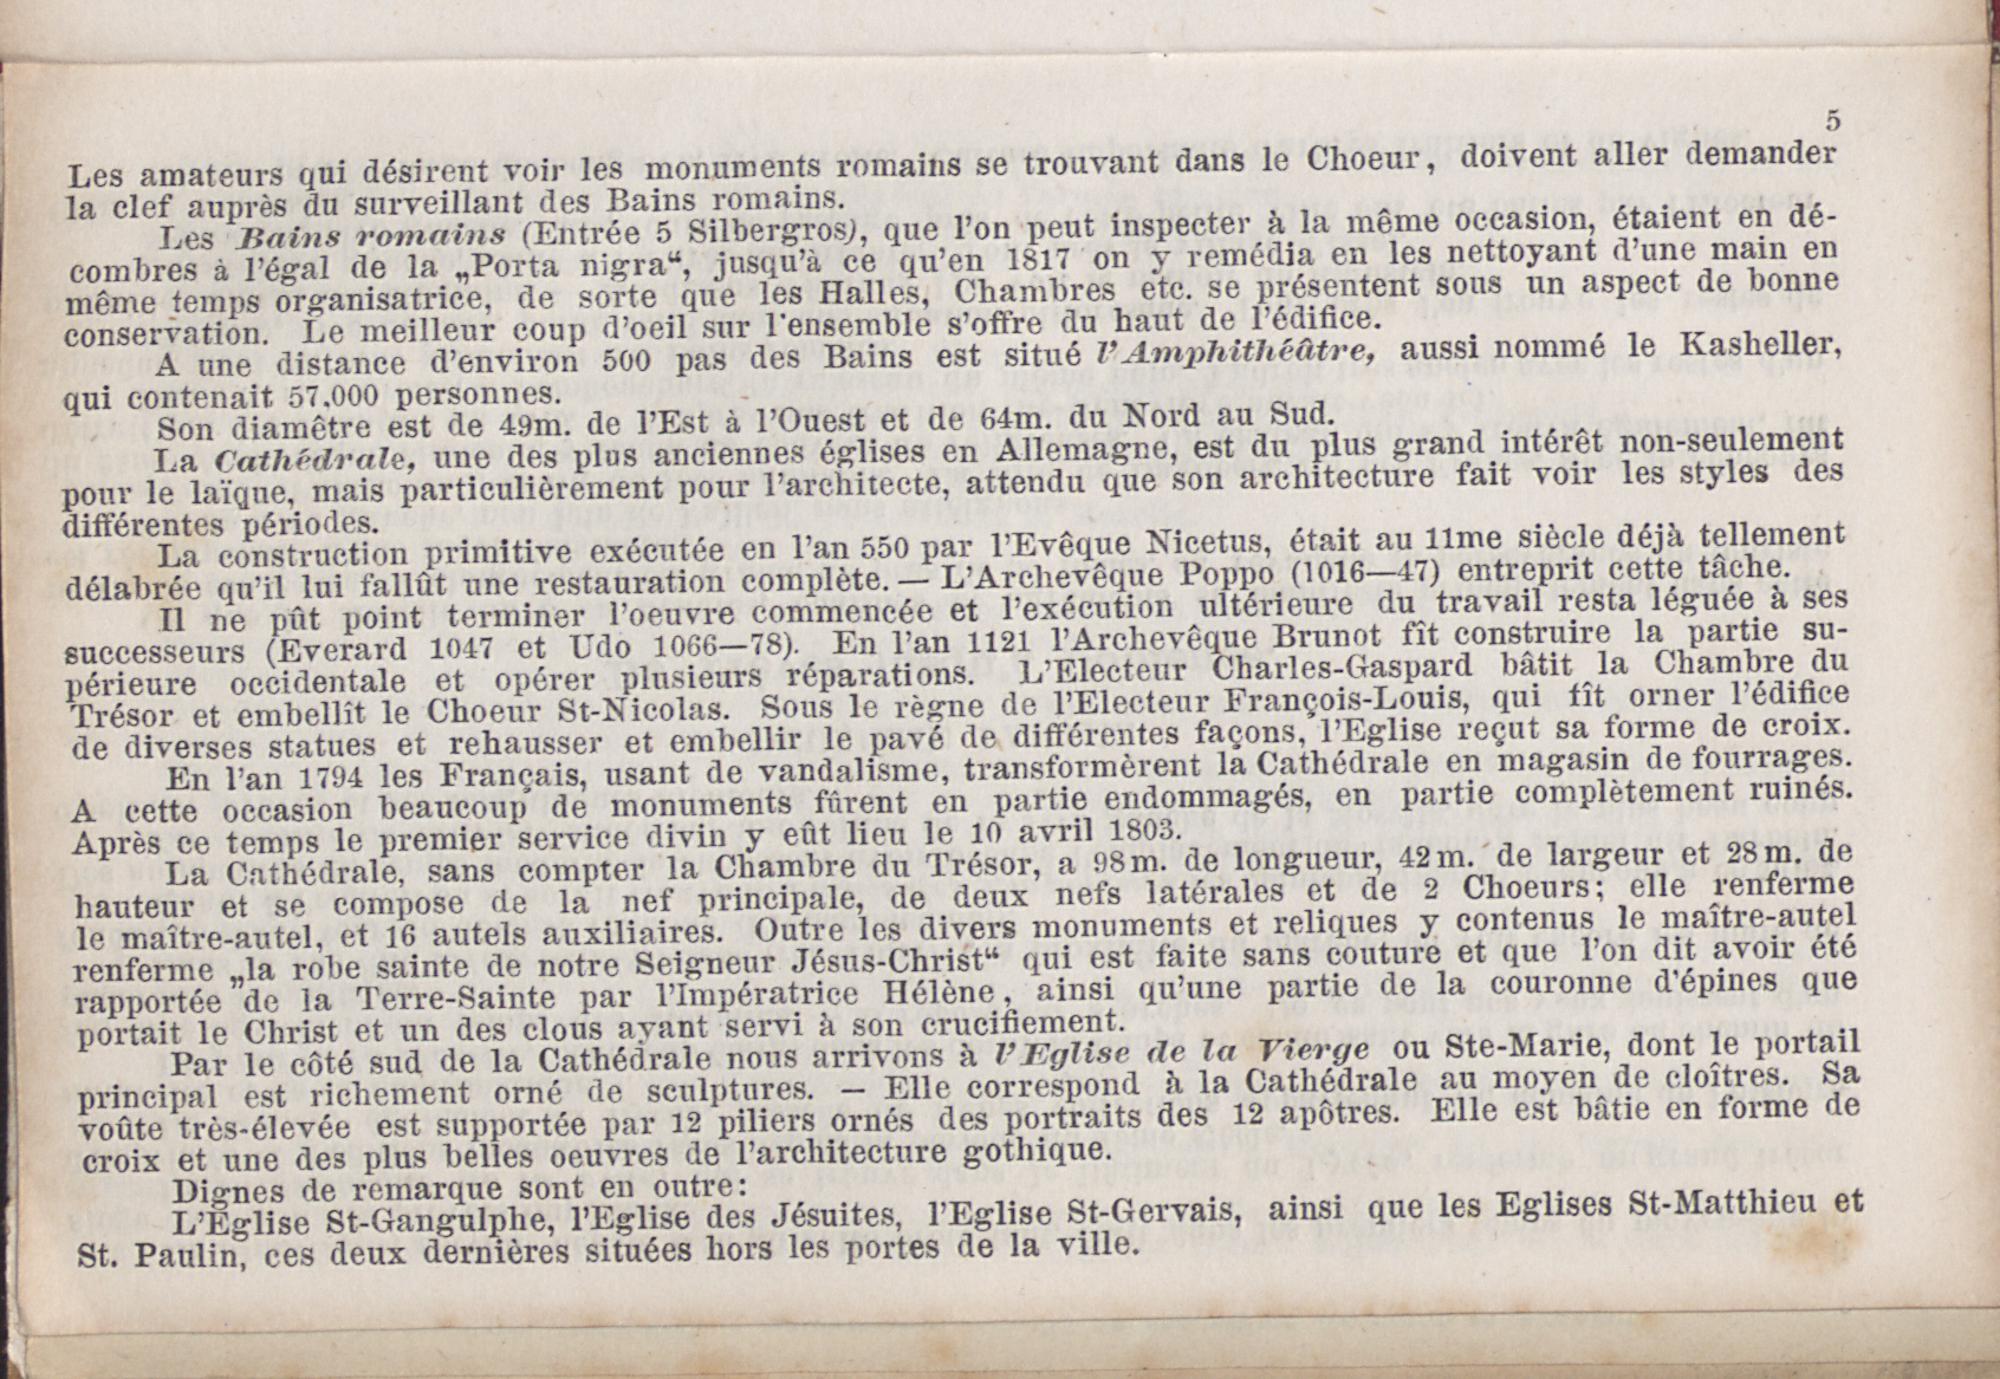 5
Les amateurs qui désirent voir les monuments romains se trouvant dans le Choeur, doivent aller demander
la clef auprès du surveillant des Bains romains.
Les Bains romains (Entrée 5 Silbergros), que l'on peut inspecter à la même occasion, étaient en dé-
combres à l'égal de la „Porta nigra“, jusqu'à ce qu'en 1817 on y remédia en les nettoyant d'une main en
même temps organisatrice, de sorte que les Halles, Chambres etc. se présentent sous un aspect de bonne
conservation. Le meilleur coup d'oeil sur l'ensemble s'offre du haut de l'édifice.
A une distance d'environ 500 pas des Bains est situé l'Amphithéâtre, aussi nommé le Kasheller,
qui contenait 57.000 personnes.
Son diamêtre est de 49m. de l'Est à l'Ouest et de 64m. du Nord au Sud.
La Cathédrale, une des plus anciennes églises en Allemagne, est du plus grand intérêt non-seulement
pour le laïque, mais particulièrement pour l'architecte, attendu que son architecture fait voir les styles des
différentes périodes.
La construction primitive exécutée en l'an 550 par l'Evêque Nicetus, était au 11me siècle déjà tellement
délabrée qu'il lui fallût une restauration complète. — L'Archevêque Poppo (1016—47) entreprit cette tâche.
Il ne pût point terminer l'oeuvre commencée et l'exécution ultérieure du travail resta léguée à ses
successeurs (Everard 1047 et Udo 1066—78). En l'an 1121 l'Archevêque Brunot fît construire la partie su-
périeure occidentale et opérer plusieurs réparations. L'Electeur Charles-Gaspard bâtit la Chambre du
Trésor et embellît le Choeur St-Nicolas. Sous le règne de l'Electeur François-Louis, qui fît orner l'édifice
de diverses statues et rehausser et embellir le pavé de différentes façons, l'Eglise reçut sa forme de croix.
En l'an 1794 les Français, usant de vandalisme, transformèrent la Cathédrale en magasin de fourrages.
A cette occasion beaucoup de monuments fûrent en partie endommagés, en partie complètement ruinés.
Après ce temps le premier service divin y eût lieu le 10 avril 1803.
La Cathédrale, sans compter la Chambre du Trésor, a 98m. de longueur, 42m. de largeur et 28m. de
hauteur et se compose de la nef principale, de deux nefs latérales et de 2 Choeurs; elle renferme
le maître-autel, et 16 autels auxiliaires. Outre les divers monuments et reliques y contenus le maître-autel
renferme „la robe sainte de notre Seigneur Jésus-Christ“ qui est faite sans couture et que l'on dit avoir été
rapportée de la Terre-Sainte par l'Impératrice Hélène, ainsi qu'une partie de la couronne d'épines que
portait le Christ et un des clous ayant servi à son crucifiement.
Par le côté sud de la Cathédrale nous arrivons à l'Eglise de la Vierge ou Ste-Marie, dont le portail
principal est richement orné de sculptures. — Elle correspond à la Cathédrale au moyen de cloîtres. Sa
voûte très-élevée est supportée par 12 piliers ornés des portraits des 12 apôtres. Elle est bâtie en forme de
croix et une des plus belles oeuvres de l'architecture gothique.
Dignes de remarque sont en outre:
L'Eglise St-Gangulphe, l'Eglise des Jésuites, l'Eglise St-Gervais, ainsi que les Eglises St-Matthieu et
St. Paulin, ces deux dernières situées hors les portes de la ville.